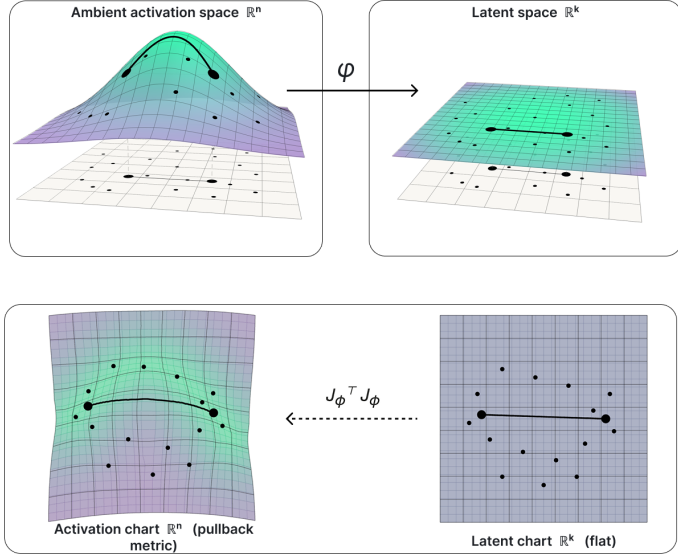 Ambient activation space ℝⁿ
Latent space ℝᵏ
φ
J_ϕ^⊤ J_ϕ
Activation chart ℝⁿ (pullback
metric)
Latent chart ℝᵏ (flat)